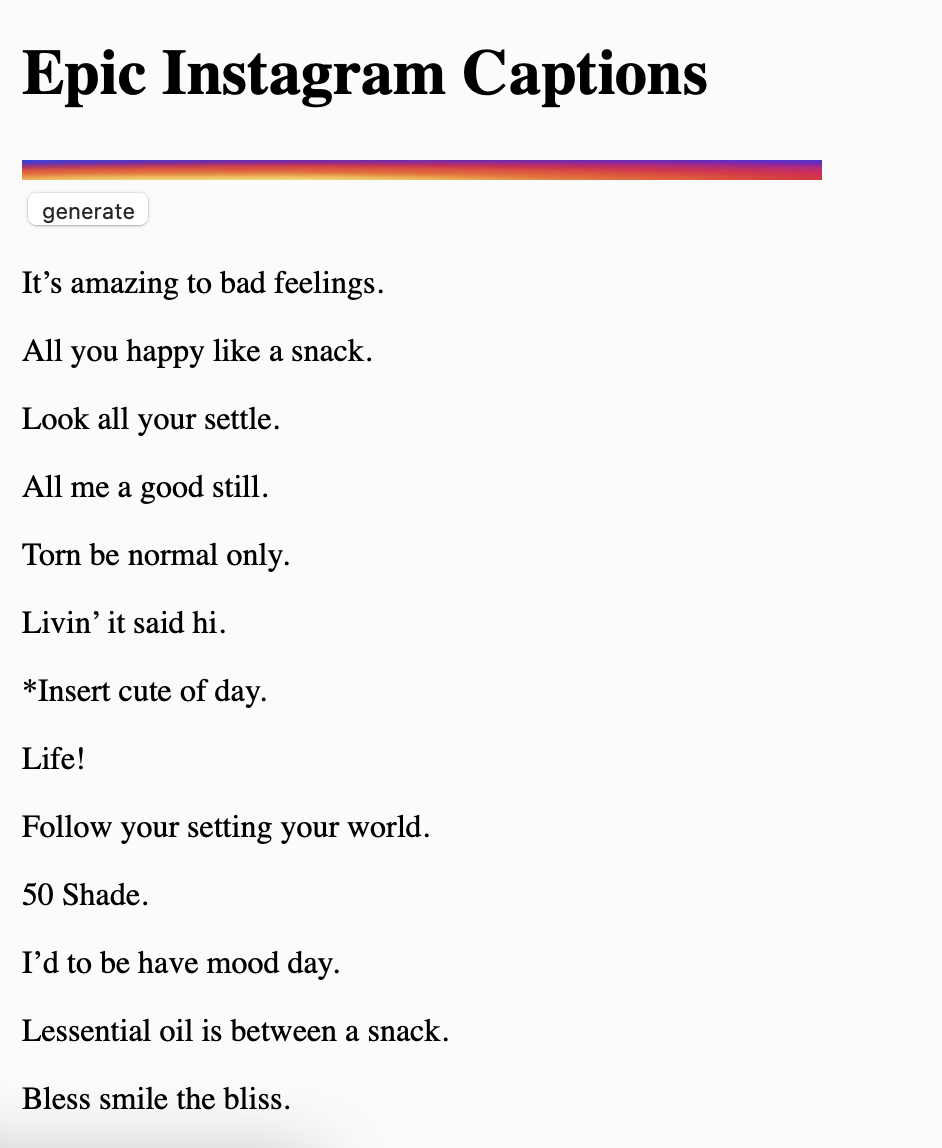 Epic Instagram Captions
generate
It’s amazing to bad feelings.
All you happy like a snack.
Look all your settle.
All me a good still.
Torn be normal only.
Livin’ it said hi.
*Insert cute of day.
Life!
Follow your setting your world.
50 Shade.
I’d to be have mood day.
Lessential oil is between a snack.
Bless smile the bliss.